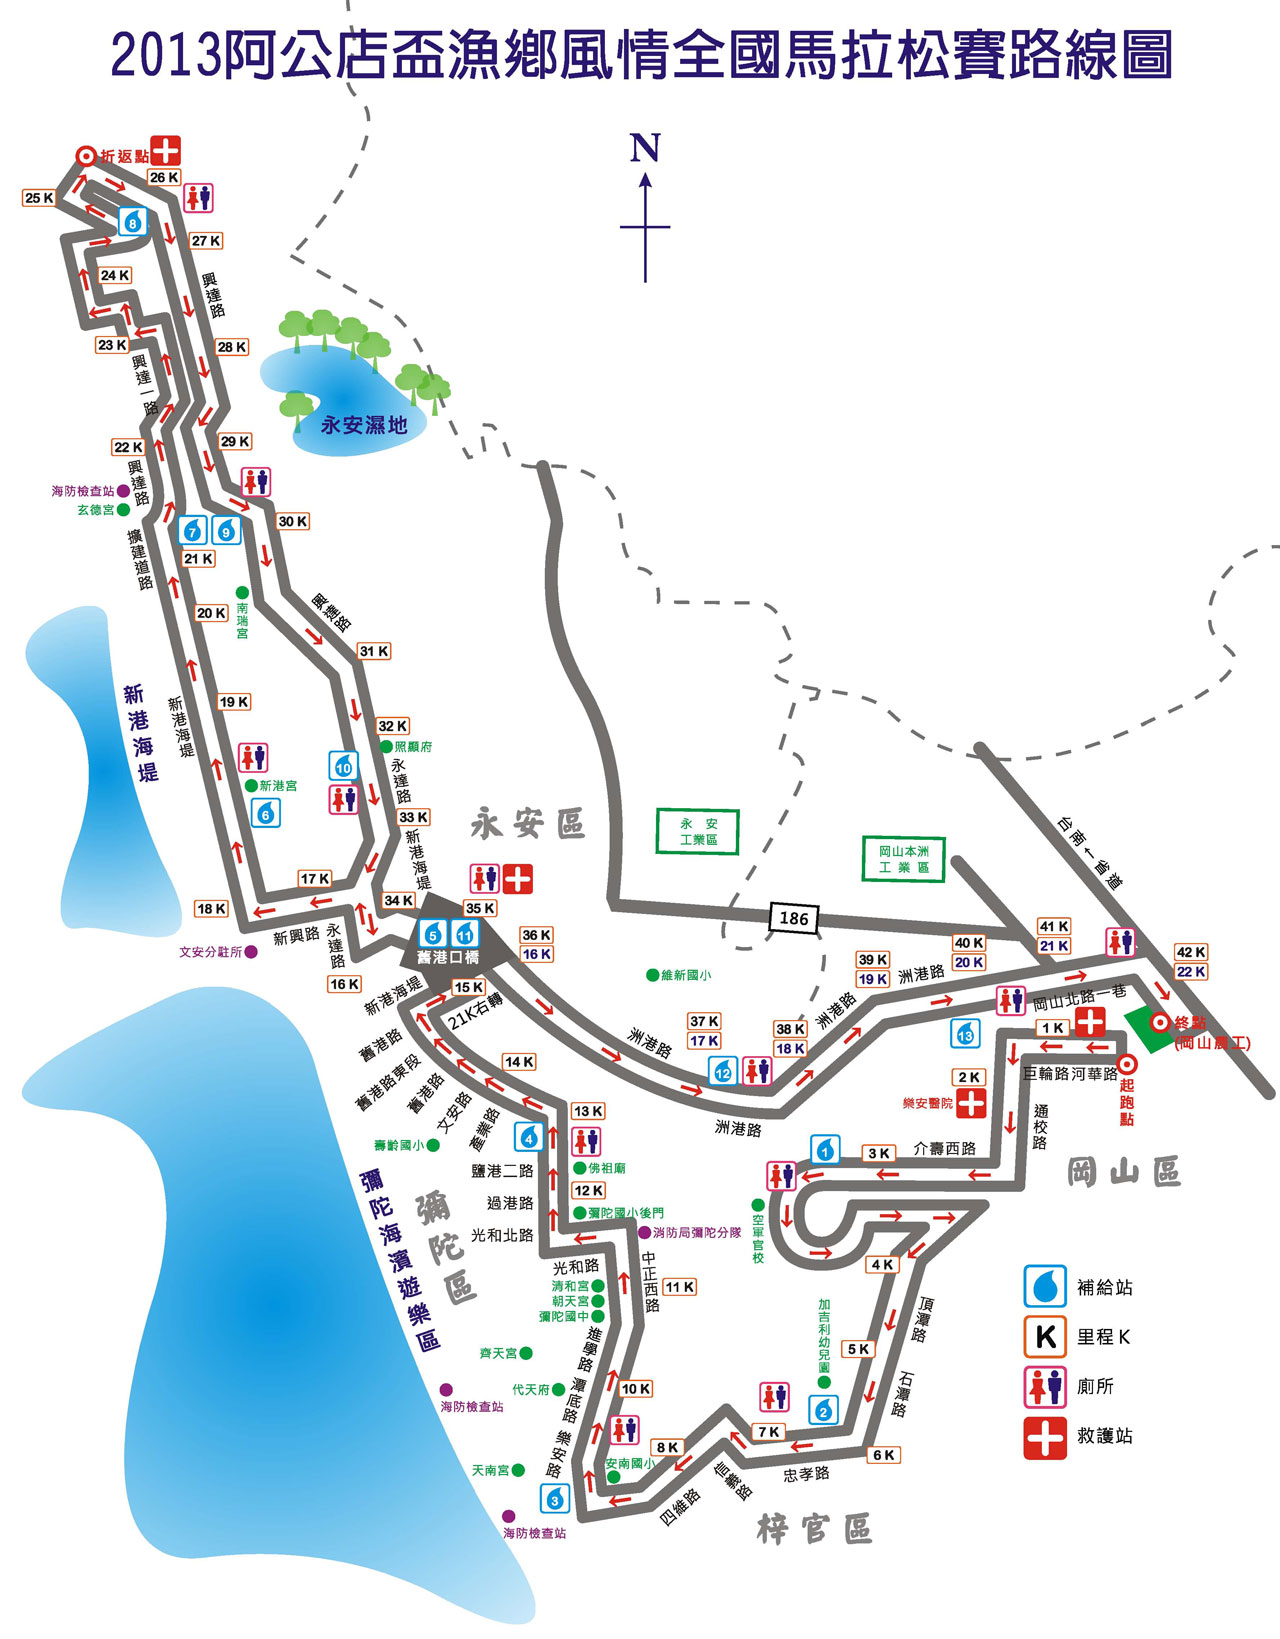 2013阿公店盃漁鄉風情全國馬拉松賽路線圖
N
折返點
26 K
25 K
8
27 K
24 K
興達路
23 K
28 K
興達一路
永安濕地
29 K
22 K
興達路
海防檢查站
玄德宮
30 K
7
9
擴建道路
21 K
20 K
南瑞宮
興達路
31 K
新港海堤
新港海堤
19 K
32 K
照顯府
10
永達路
新港宮
6
33 K
永安區
永安
工業區
岡山本洲
工業區
台南←省道
新港海堤
17 K
34 K
35 K
18 K
186
新興路
永達路
5
11
舊港口橋
36 K
16 K
文安分駐所
16 K
41 K
21 K
40 K
20 K
42 K
22 K
39 K
19 K
洲港路
維新國小
新港海堤
15 K
21K右轉
岡山北路一巷
洲港路
37 K
17 K
38 K
18 K
洲港路
13
1 K
終點
(岡山農工)
舊港路
舊港路東段
舊港路
14 K
12
2 K
巨輪路河華路
起跑點
樂安醫院
文安路
產業路
13 K
洲港路
通校路
壽齡國小
4
1
3 K
介壽西路
岡山區
鹽港二路
佛祖廟
彌陀海濱遊樂區
彌陀區
過港路
12 K
彌陀國小後門
空軍官校
光和北路
消防局彌陀分隊
光和路
中正西路
4 K
清和宮
11 K
補給站
朝天宮
彌陀國中
加吉利幼兒園
頂潭路
K
里程K
進學路
齊天宮
5 K
廁所
代天府
潭底路
10 K
石潭路
海防檢查站
2
救護站
7 K
樂安路
8 K
6 K
天南宮
安南國小
信義路
忠孝路
3
四維路
海防檢查站
梓官區